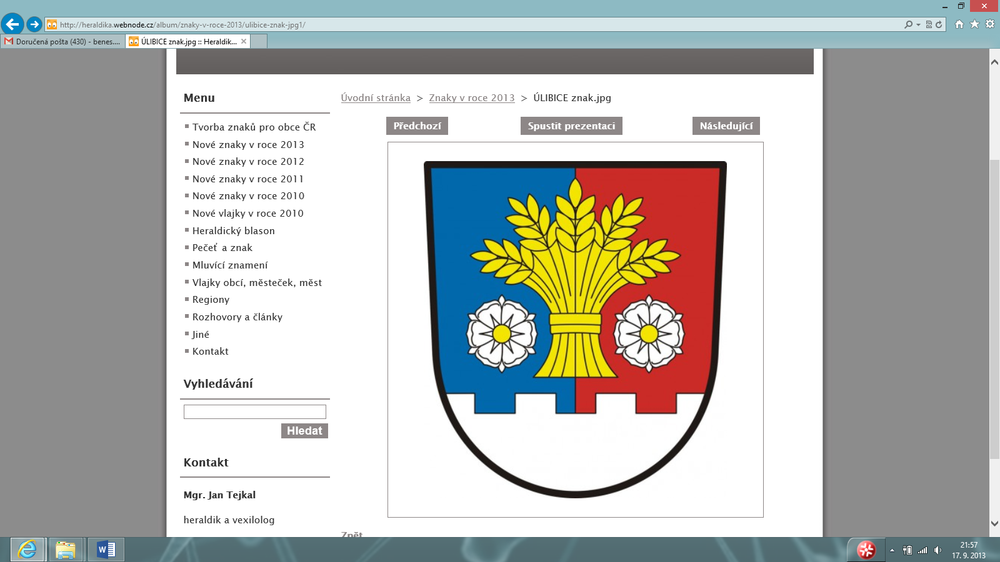 http://heraldika.webnode.cz/album/znaky-v-roce-2013/ulibice-znak-jpg1/
Doručená pošta (430) - benes....
ÚLIBICE znak.jpg :: Heraldik...
Menu
Tvorba znaků pro obce ČR
Nové znaky v roce 2013
Nové znaky v roce 2012
Nové znaky v roce 2011
Nové znaky v roce 2010
Nové vlajky v roce 2010
Heraldický blason
Pečeť a znak
Mluvící znamení
Vlajky obcí, městeček, měst
Regiony
Rozhovory a články
Jiné
Kontakt
Vyhledávání
Hledat
Kontakt
Mgr. Jan Tejkal
heraldik a vexilolog
Úvodní stránka > Znaky v roce 2013 > ÚLIBICE znak.jpg
Předchozí
Spustit prezentaci
Následující
Zpět
21:57
17. 9. 2013